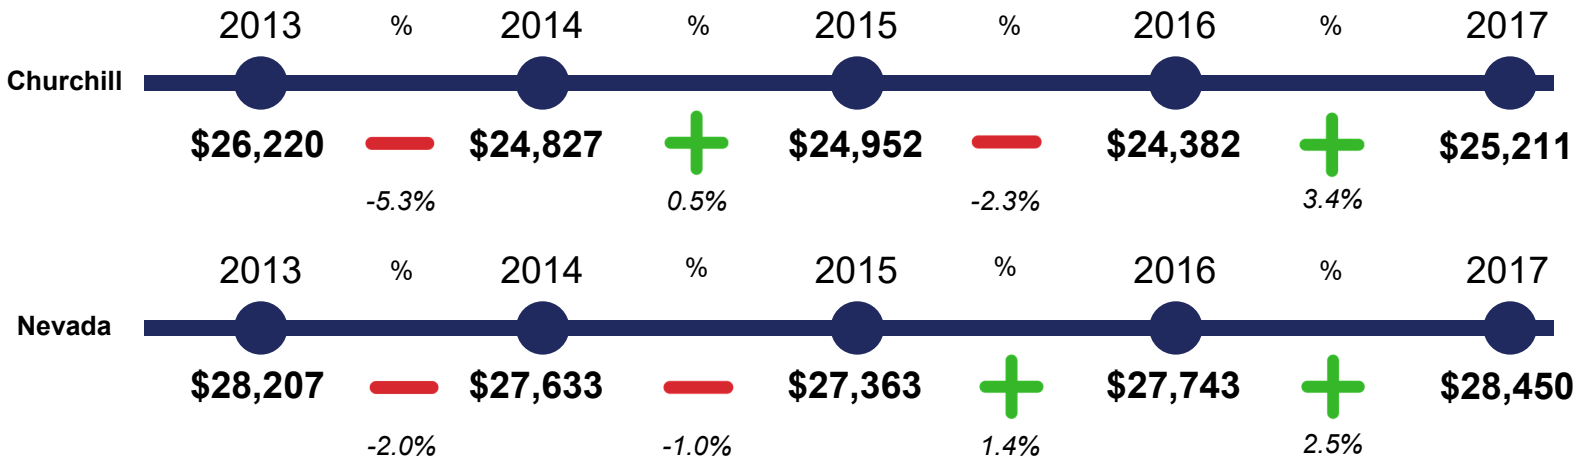 2013 % 2014 % 2015 % 2016 % 2017
Churchill
$26,220 $24,827 $24,952 $24,382 $25,211
-5.3% 0.5% -2.3% 3.4%
2013 % 2014 % 2015 % 2016 % 2017
Nevada
$28,207 $27,633 $27,363 $27,743 $28,450
-2.0% -1.0% 1.4% 2.5%